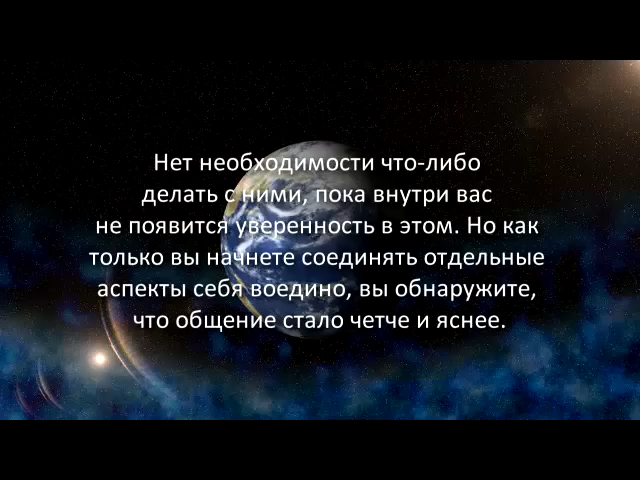 Нет необходимости что-либо
делать с ними, пока внутри вас
не появится уверенность в этом. Но как
только вы начнете соединять отдельные
аспекты себя воедино, вы обнаружите,
что общение стало четче и яснее.